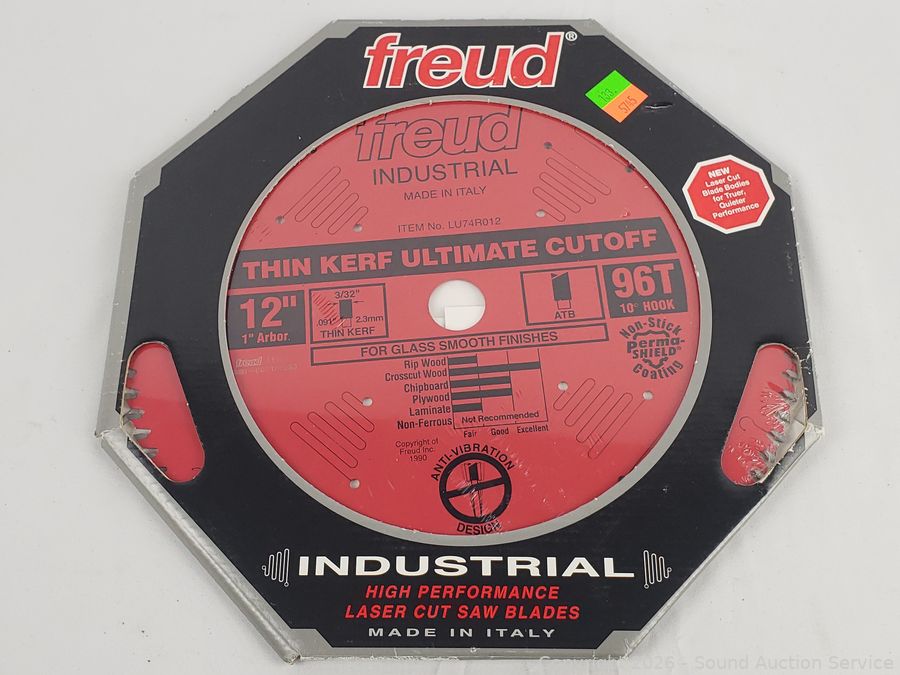 freud®
133.
5745
NEW
Laser Cut
Blade Bodies
for Truer,
Quieter
Performance
freud
INDUSTRIAL
MADE IN ITALY
ITEM No. LU74R012
THIN KERF ULTIMATE CUTOFF
12"
1" Arbor.
3/32"
.091"
2.3mm
THIN KERF
ATB
96T
10° HOOK
FOR GLASS SMOOTH FINISHES
Non-Stick
Perma-
SHIELD®
Coating
freud
Rip Wood
Crosscut Wood
Chipboard
Plywood
Laminate
Non-Ferrous
Not Recommended
Fair Good Excellent
Copyright of
Freud Inc.
1990
ANTI-VIBRATION
DESIGN
INDUSTRIAL
HIGH PERFORMANCE
LASER CUT SAW BLADES
MADE IN ITALY
Copyright 2026 - Sound Auction Service